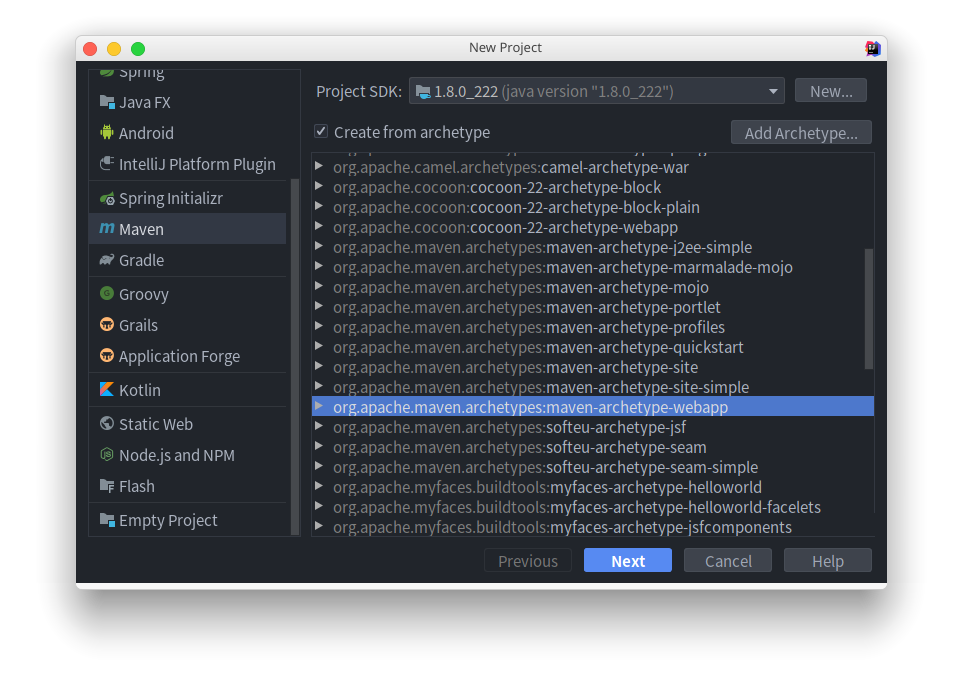 New Project
Spring
Java FX
Android
IntelliJ Platform Plugin
Spring Initializr
Maven
Gradle
Groovy
Grails
Application Forge
Kotlin
Static Web
Node.js and NPM
Flash
Empty Project
Project SDK: 1.8.0_222 (java version "1.8.0_222") New...
Create from archetype Add Archetype...
org.apache.camel.archetypes:camel-archetype-war
org.apache.cocoon:cocoon-22-archetype-block
org.apache.cocoon:cocoon-22-archetype-block-plain
org.apache.cocoon:cocoon-22-archetype-webapp
org.apache.maven.archetypes:maven-archetype-j2ee-simple
org.apache.maven.archetypes:maven-archetype-marmalade-mojo
org.apache.maven.archetypes:maven-archetype-mojo
org.apache.maven.archetypes:maven-archetype-portlet
org.apache.maven.archetypes:maven-archetype-profiles
org.apache.maven.archetypes:maven-archetype-quickstart
org.apache.maven.archetypes:maven-archetype-site
org.apache.maven.archetypes:maven-archetype-site-simple
org.apache.maven.archetypes:maven-archetype-webapp
org.apache.maven.archetypes:softeu-archetype-jsf
org.apache.maven.archetypes:softeu-archetype-seam
org.apache.maven.archetypes:softeu-archetype-seam-simple
org.apache.myfaces.buildtools:myfaces-archetype-helloworld
org.apache.myfaces.buildtools:myfaces-archetype-helloworld-facelets
org.apache.myfaces.buildtools:myfaces-archetype-jsfcomponents
Previous Next Cancel Help